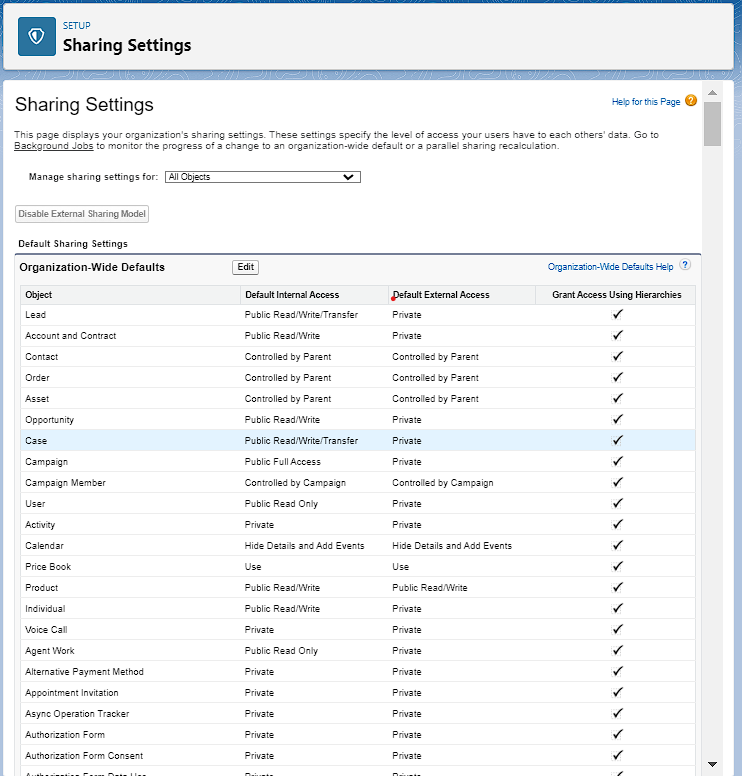 SETUP
Sharing Settings
Sharing Settings
Help for this Page ?
This page displays your organization's sharing settings. These settings specify the level of access your users have to each others' data. Go to
Background Jobs to monitor the progress of a change to an organization-wide default or a parallel sharing recalculation.
Manage sharing settings for: All Objects
Disable External Sharing Model
Default Sharing Settings
Organization-Wide Defaults Edit Organization-Wide Defaults Help ?
Object Default Internal Access Default External Access Grant Access Using Hierarchies
Lead Public Read/Write/Transfer Private ✓
Account and Contract Public Read/Write Private ✓
Contact Controlled by Parent Controlled by Parent ✓
Order Controlled by Parent Controlled by Parent ✓
Asset Controlled by Parent Controlled by Parent ✓
Opportunity Public Read/Write Private ✓
Case Public Read/Write/Transfer Private ✓
Campaign Public Full Access Private ✓
Campaign Member Controlled by Campaign Controlled by Campaign ✓
User Public Read Only Private ✓
Activity Private Private ✓
Calendar Hide Details and Add Events Hide Details and Add Events ✓
Price Book Use Use ✓
Product Public Read/Write Public Read/Write ✓
Individual Public Read/Write Private ✓
Voice Call Private Private ✓
Agent Work Public Read Only Private ✓
Alternative Payment Method Private Private ✓
Appointment Invitation Private Private ✓
Async Operation Tracker Private Private ✓
Authorization Form Private Private ✓
Authorization Form Consent Private Private ✓